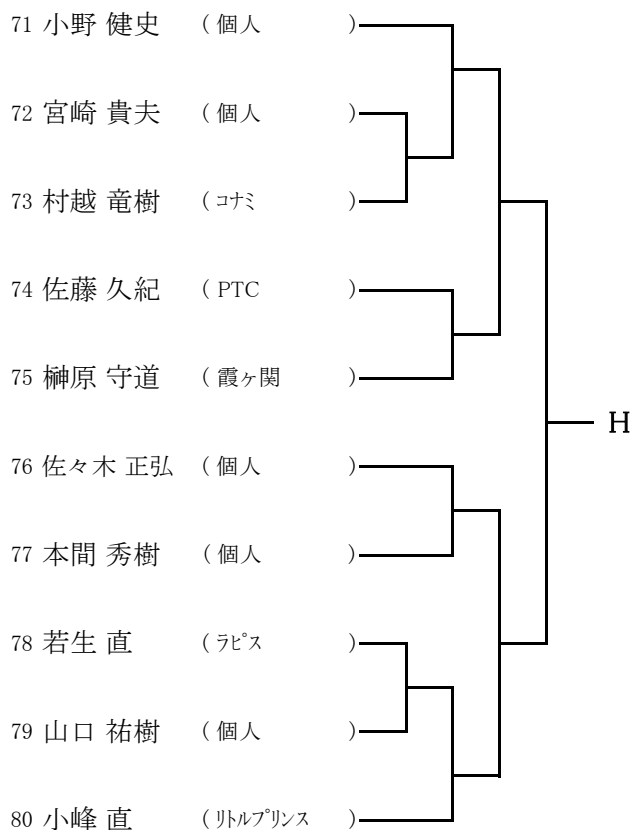 71 小野 健史 ( 個人 )
72 宮崎 貴夫 ( 個人 )
73 村越 竜樹 ( コナミ )
74 佐藤 久紀 ( PTC )
75 榊原 守道 ( 霞ヶ関 )
H
76 佐々木 正弘 ( 個人 )
77 本間 秀樹 ( 個人 )
78 若生 直 ( ラピス )
79 山口 祐樹 ( 個人 )
80 小峰 直 ( リトルプリンス )